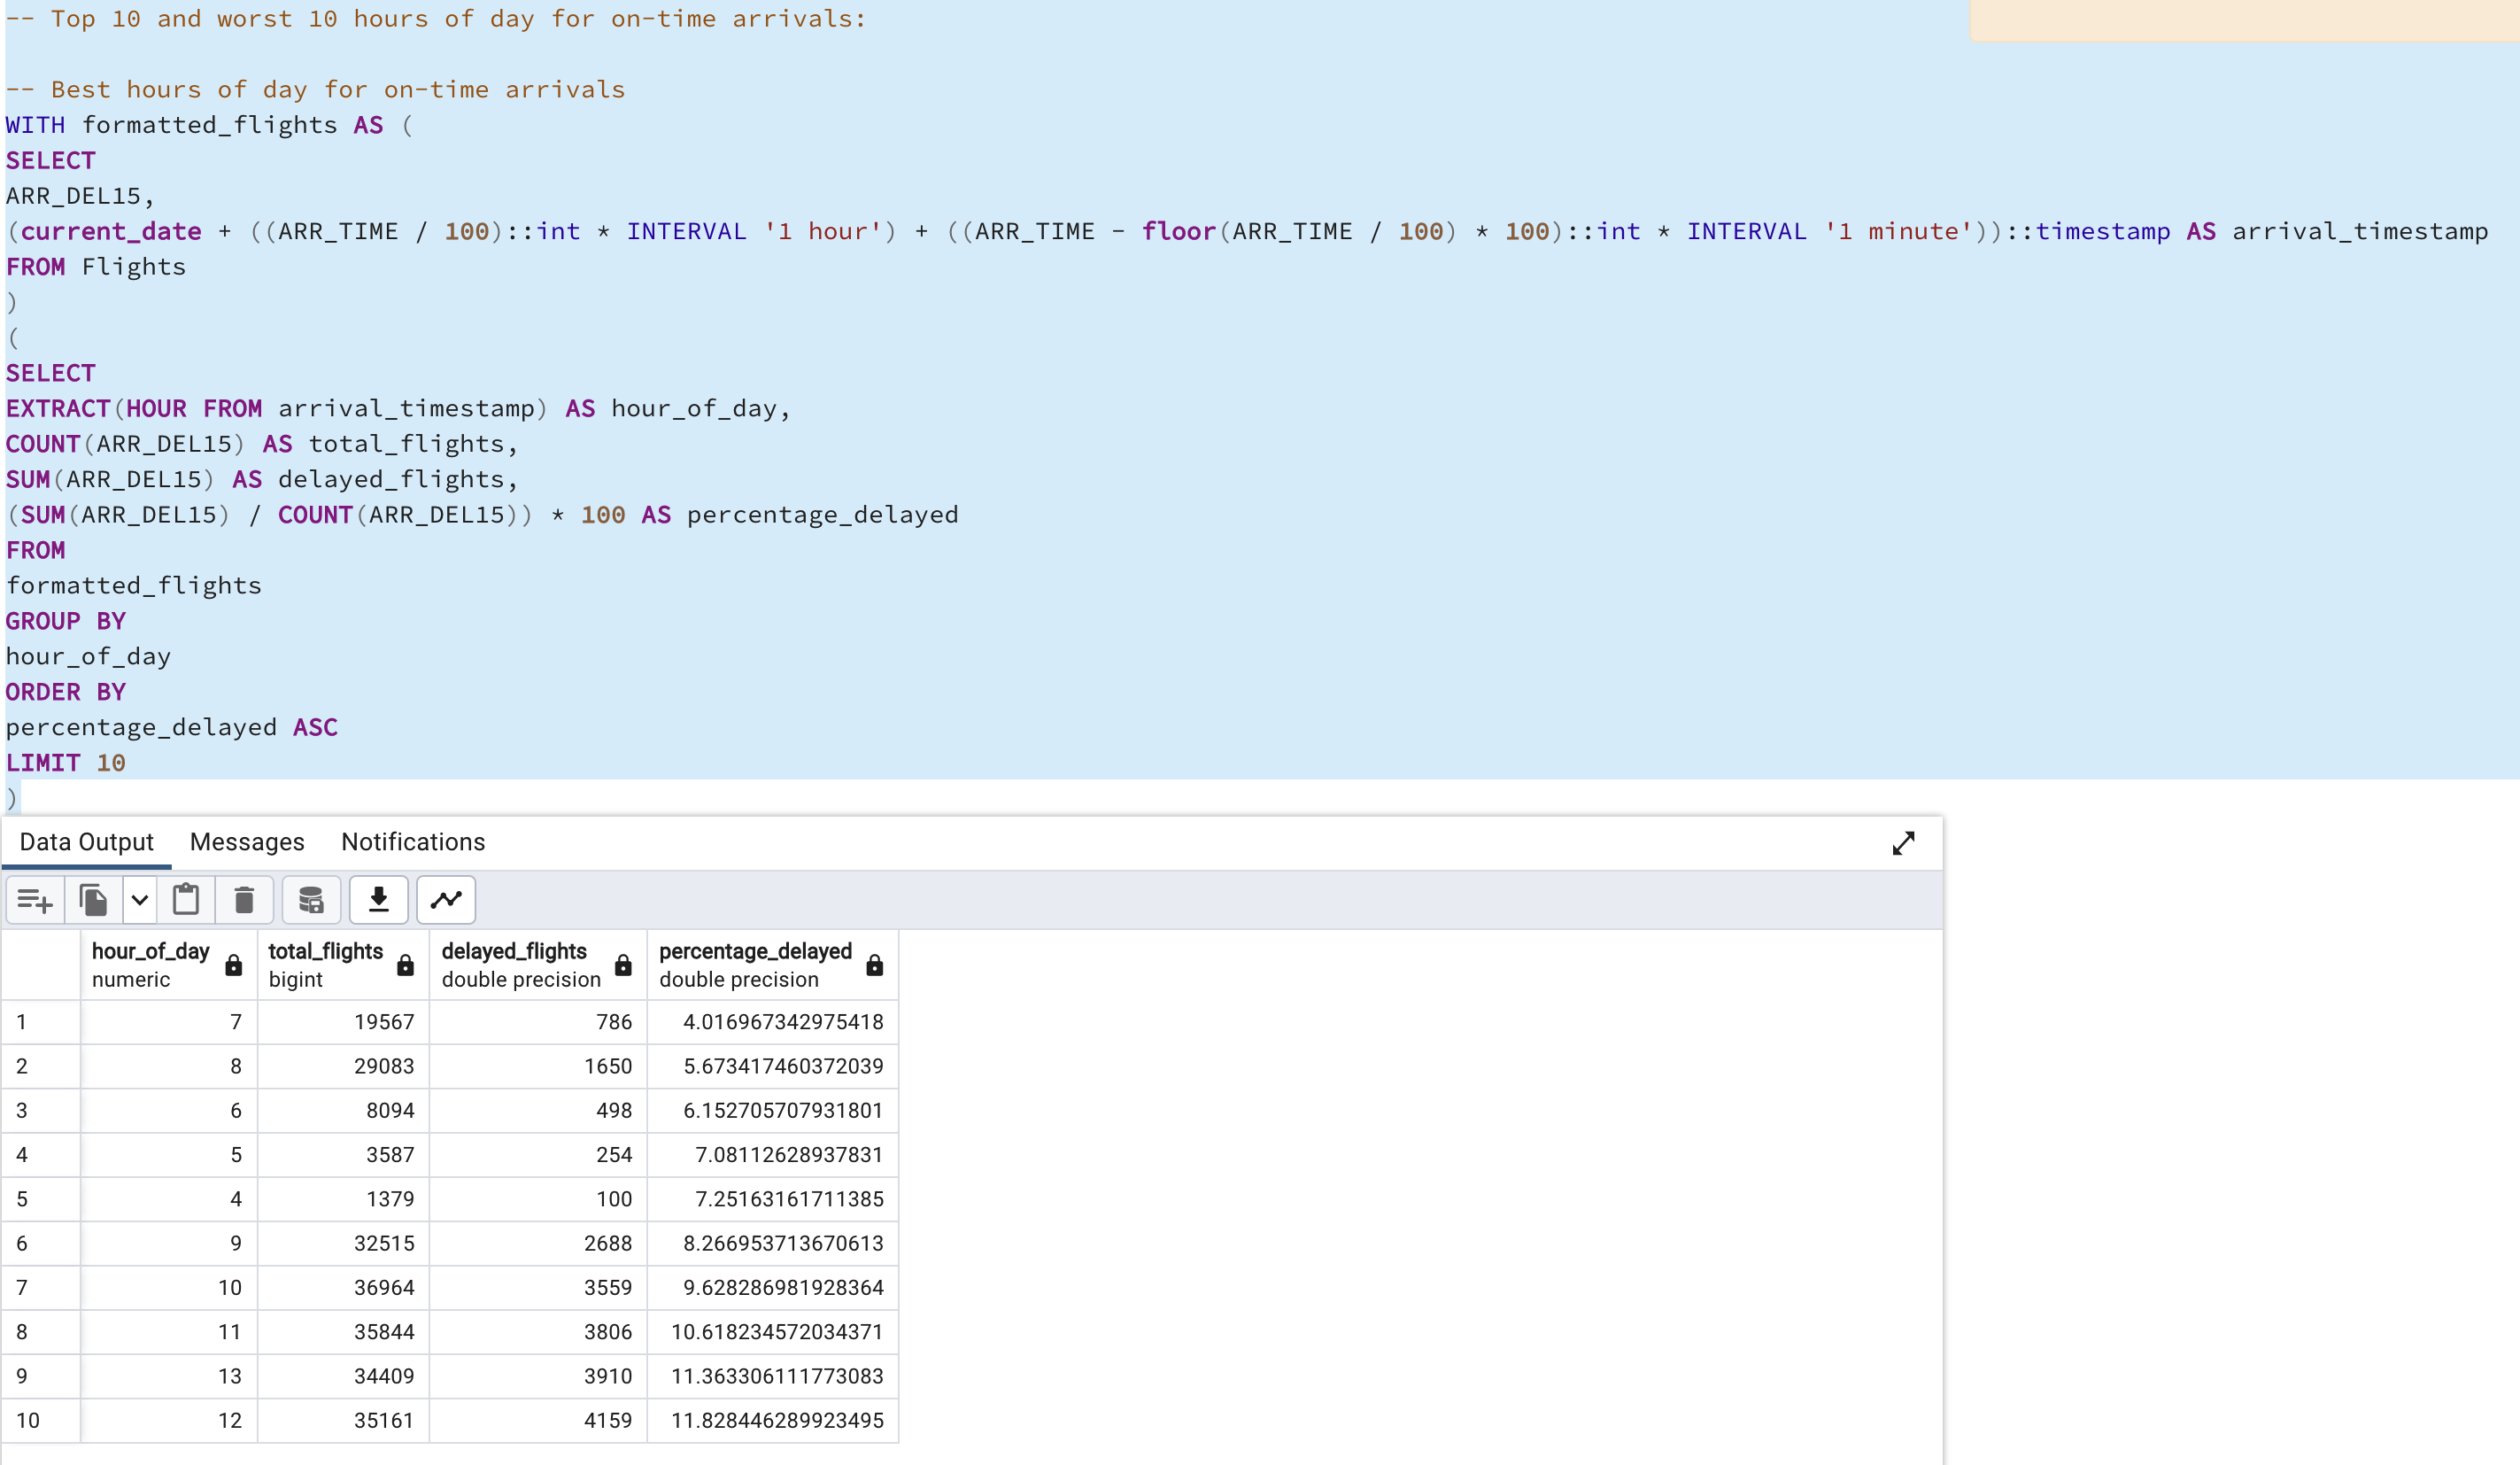 -- Top 10 and worst 10 hours of day for on-time arrivals:
-- Best hours of day for on-time arrivals
WITH formatted_flights AS (
SELECT
ARR_DEL15,
(current_date + ((ARR_TIME / 100)::int * INTERVAL '1 hour') + ((ARR_TIME - floor(ARR_TIME / 100) * 100)::int * INTERVAL '1 minute'))::timestamp AS arrival_timestamp
FROM Flights
)
(
SELECT
EXTRACT(HOUR FROM arrival_timestamp) AS hour_of_day,
COUNT(ARR_DEL15) AS total_flights,
SUM(ARR_DEL15) AS delayed_flights,
(SUM(ARR_DEL15) / COUNT(ARR_DEL15)) * 100 AS percentage_delayed
FROM
formatted_flights
GROUP BY
hour_of_day
ORDER BY
percentage_delayed ASC
LIMIT 10
)
Data Output Messages Notifications
hour_of_day total_flights delayed_flights percentage_delayed
numeric bigint double precision double precision
1 7 19567 786 4.016967342975418
2 8 29083 1650 5.673417460372039
3 6 8094 498 6.152705707931801
4 5 3587 254 7.08112628937831
5 4 1379 100 7.25163161711385
6 9 32515 2688 8.266953713670613
7 10 36964 3559 9.628286981928364
8 11 35844 3806 10.618234572034371
9 13 34409 3910 11.363306111773083
10 12 35161 4159 11.828446289923495